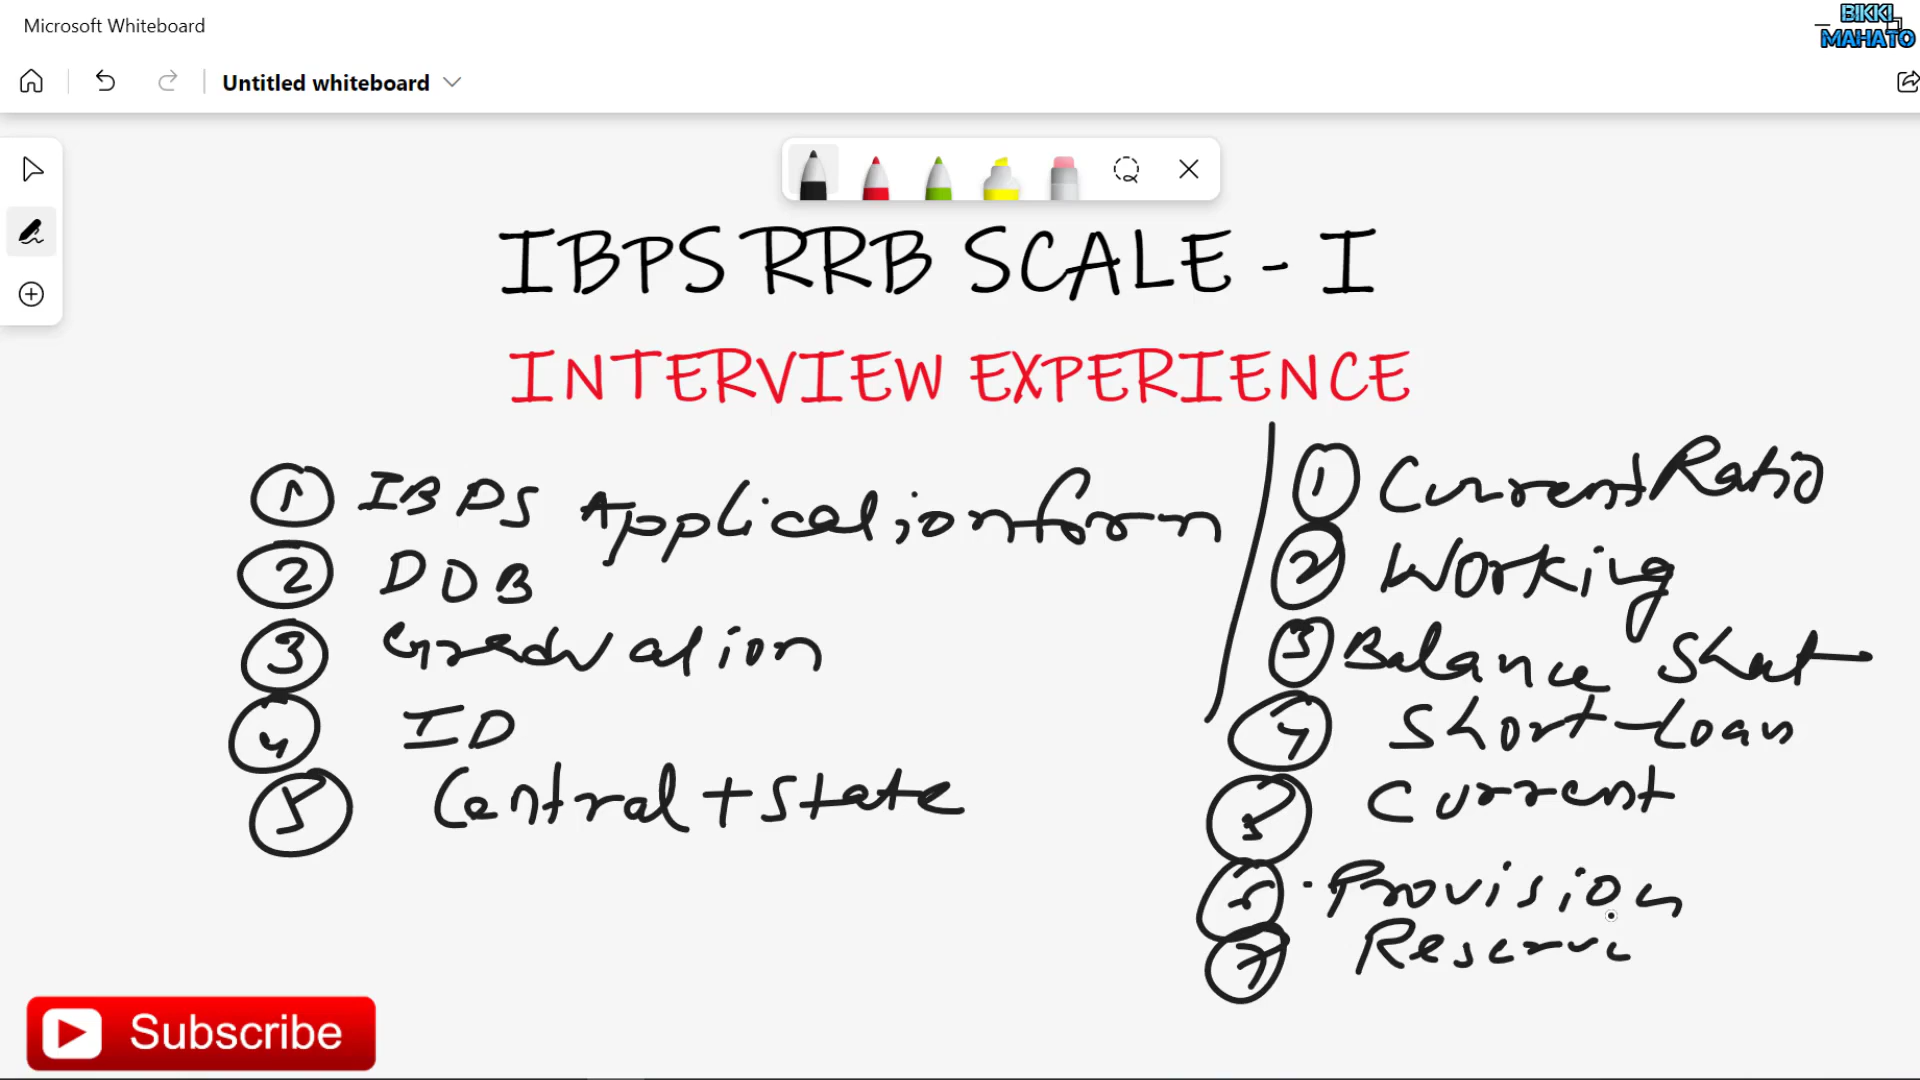 Microsoft Whiteboard
BIKKI
MAHATO
Untitled whiteboard
IBPS RRB SCALE - I
INTERVIEW EXPERIENCE
1 IBPS Application form
2 DOB
3 Graduation
4 ID
5 Central + State
1 Current Ratio
2 Working
3 Balance Sheet
4 Short-Loan
5 Current
6 Provision
7 Reserve
Subscribe